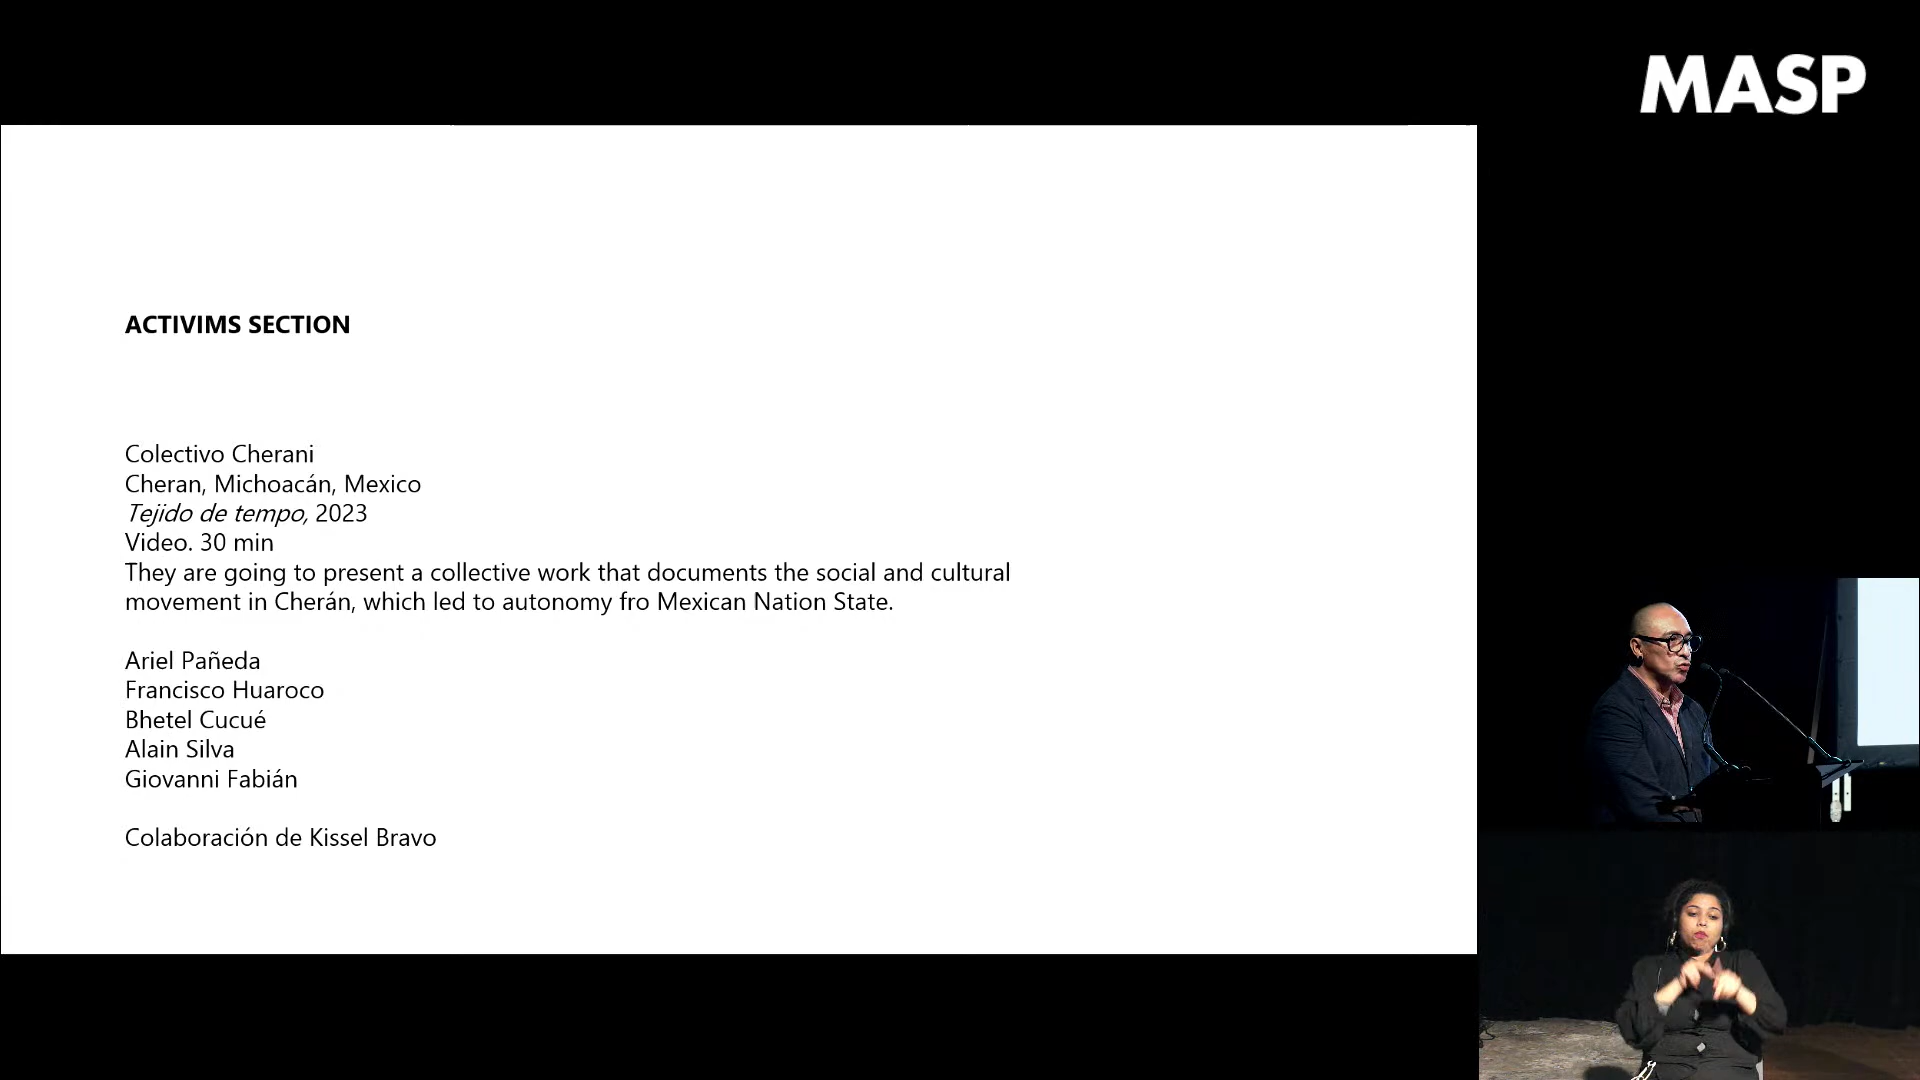 MASP
ACTIVIMS SECTION
Colectivo Cherani
Cheran, Michoacán, Mexico
Tejido de tempo, 2023
Video. 30 min
They are going to present a collective work that documents the social and cultural
movement in Cherán, which led to autonomy fro Mexican Nation State.
Ariel Pañeda
Francisco Huaroco
Bhetel Cucué
Alain Silva
Giovanni Fabián
Colaboración de Kissel Bravo